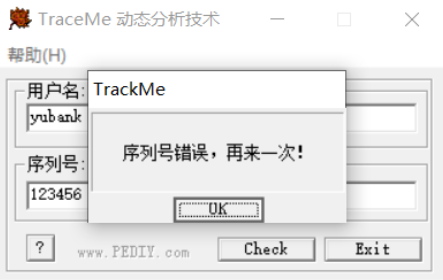 TraceMe 动态分析技术
帮助(H)
TrackMe
用户名:
yubank
序列号错误，再来一次!
序列号:
123456
OK
?
www.PEDIY.com
Check
Exit